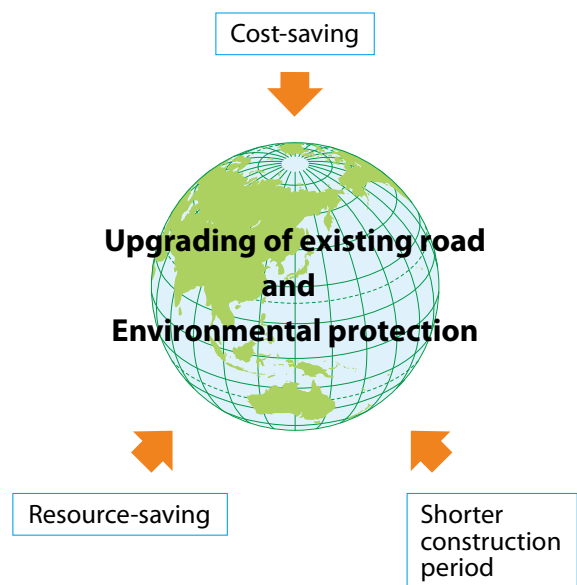 Cost-saving
Upgrading of existing road
and
Environmental protection
Resource-saving
Shorter
construction
period